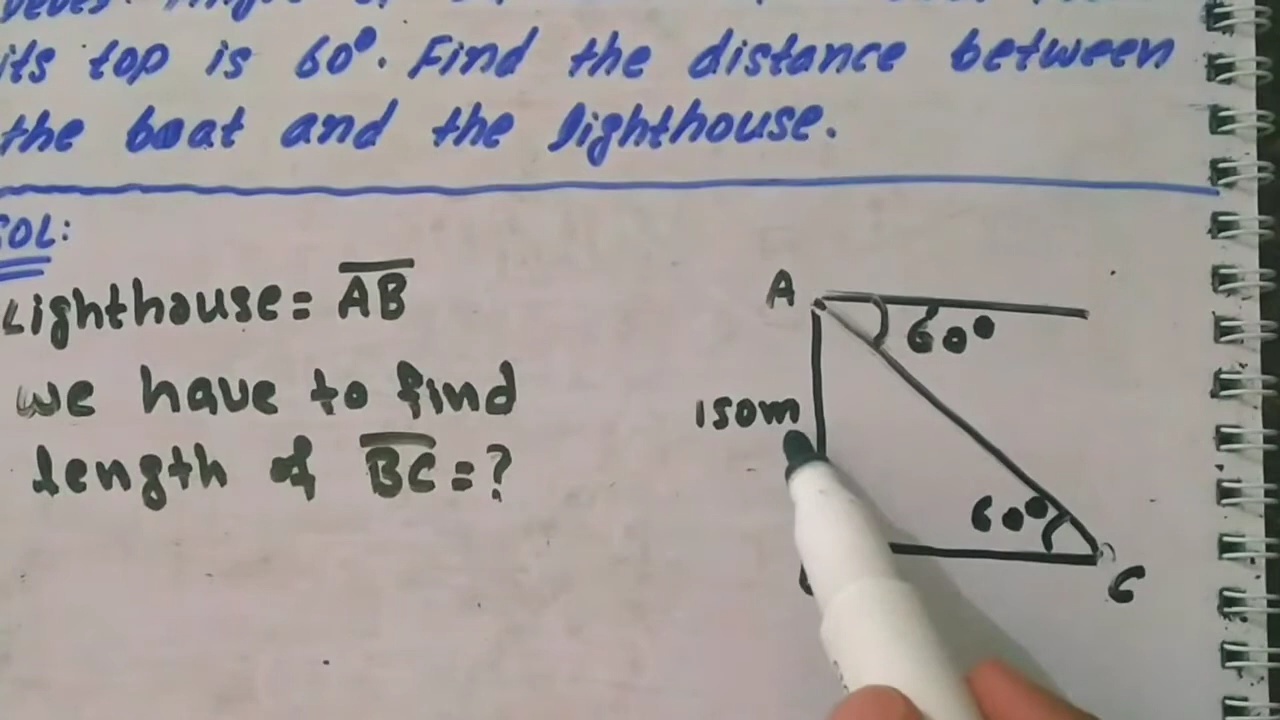 its top is 60°. Find the distance between
the boat and the lighthouse.
SOL:
Lighthouse = AB
we have to find
length of BC = ?
A
60°
150m
60°
C